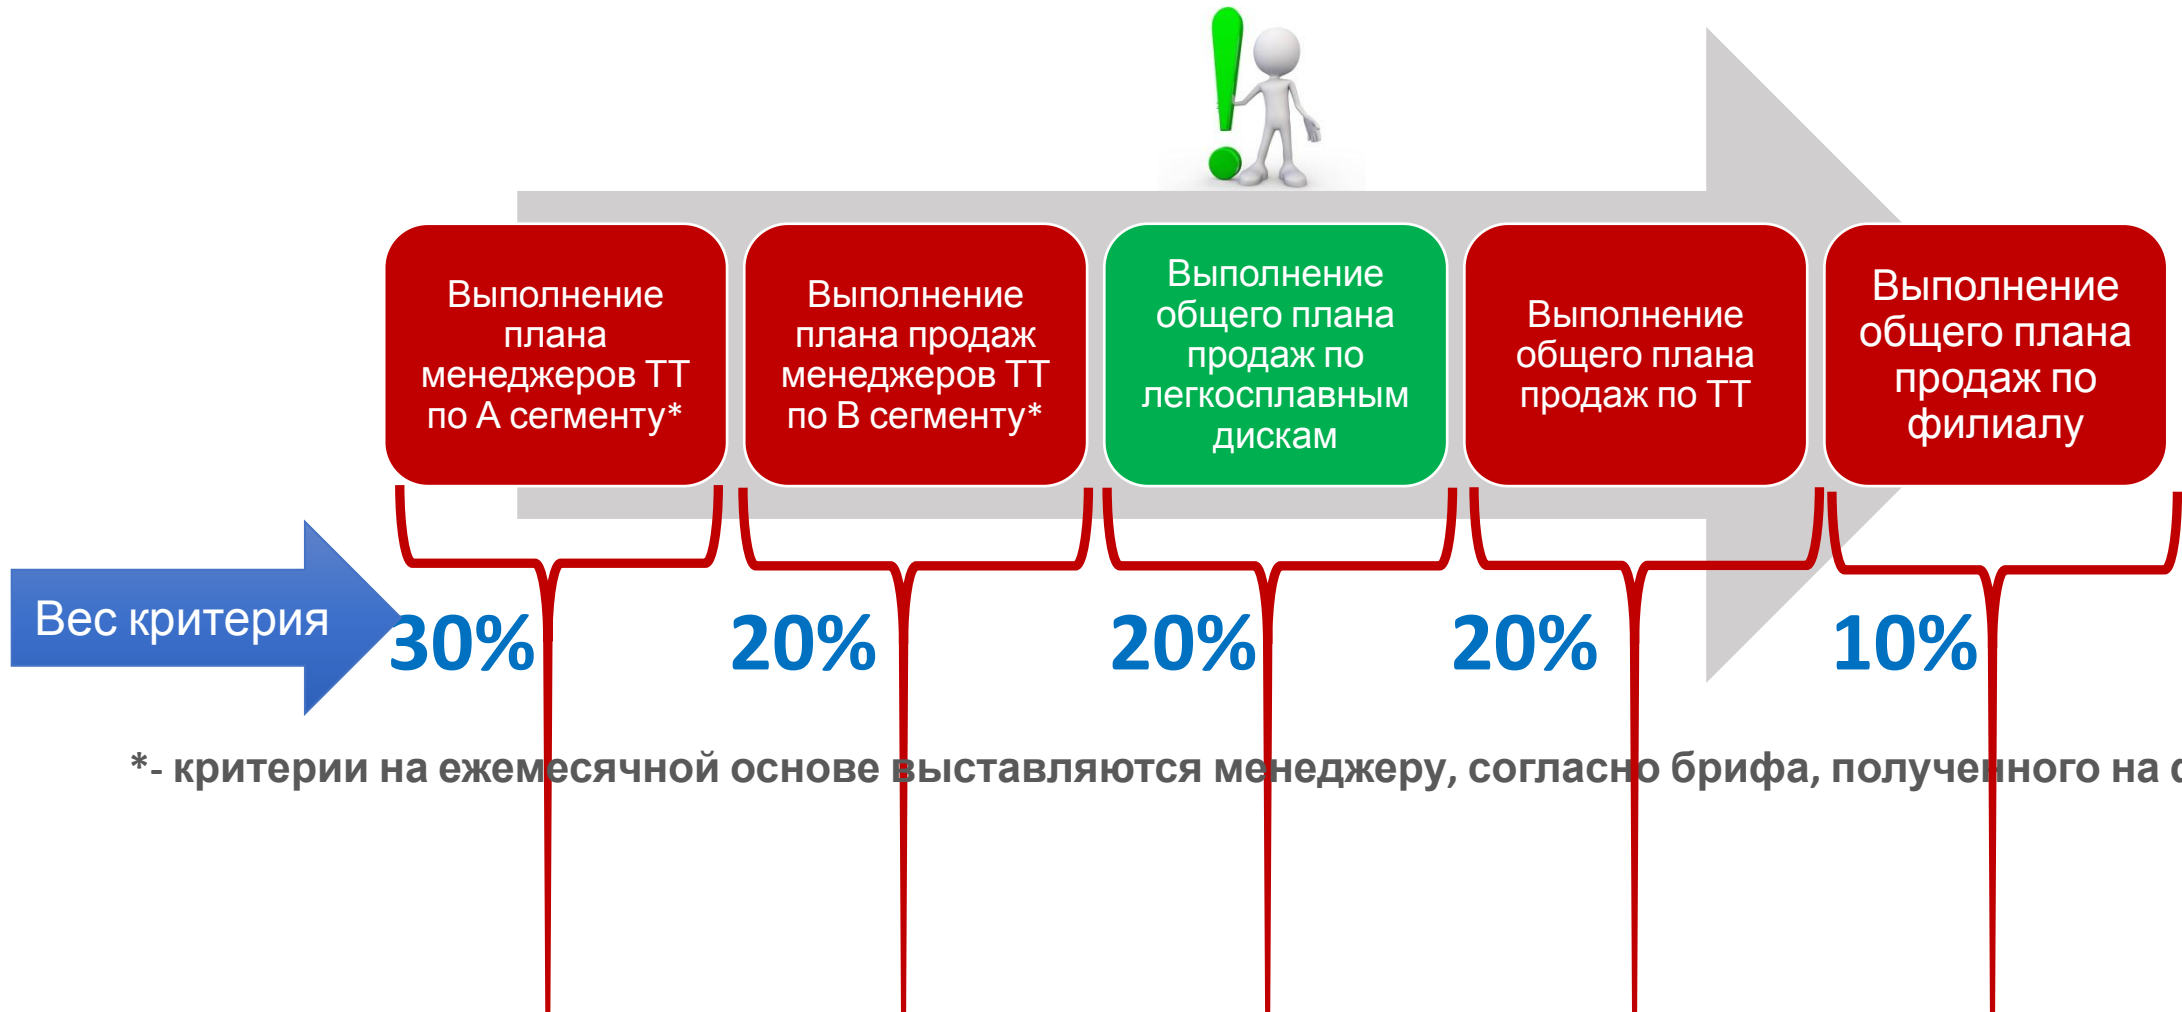 Выполнение
плана
менеджеров ТТ
по А сегменту*
Выполнение
плана продаж
менеджеров ТТ
по В сегменту*
Выполнение
общего плана
продаж по
легкосплавным
дискам
Выполнение
общего плана
продаж по ТТ
Выполнение
общего плана
продаж по
филиалу
Вес критерия
30%
20%
20%
20%
10%
*- критерии на ежемесячной основе выставляются менеджеру, согласно брифа, полученного на